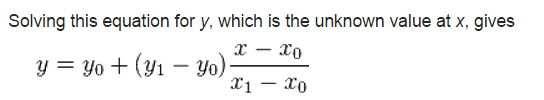 Solving this equation for y, which is the unknown value at x, gives
y = y₀ + (y₁ − y₀) (x − x₀)/(x₁ − x₀)